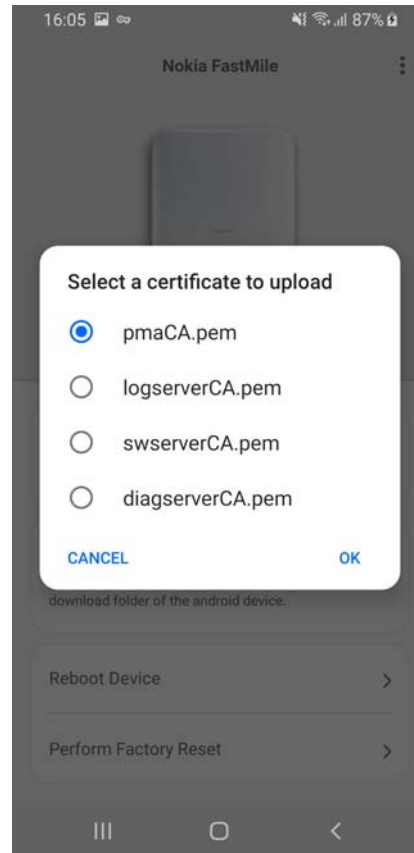 16:05 87%
Nokia FastMile
Select a certificate to upload
pmaCA.pem
logserverCA.pem
swserverCA.pem
diagserverCA.pem
CANCEL OK
download folder of the android device.
Reboot Device
Perform Factory Reset